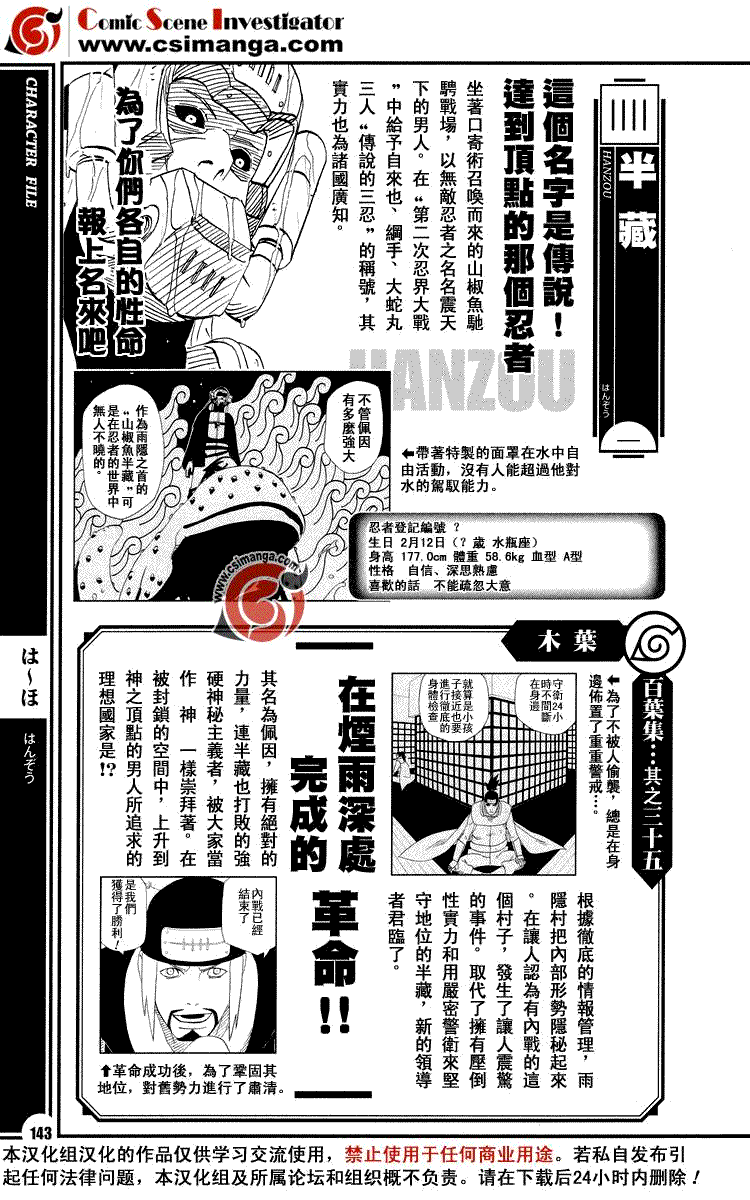 Comic Scene Investigator
www.csimanga.com
CHARACTER FILE
半藏
HANZOU
はんぞう
這個名字是傳說！
達到頂點的那個忍者
坐著口寄術召喚而來的山椒魚馳
騁戰場，以無敵忍者之名名震天
下的男人。在“第二次忍界大戰
”中給予自來也、綱手、大蛇丸
三人“傳說的三忍”的稱號，其
實力也為諸國廣知。
為了你們各自的性命
報上名來吧
HANZOU
←帶著特製的面罩在水中自
由活動，沒有人能超過他對
水的駕馭能力。
不管佩因
有多麼強大
作為雨隱之首的
“山椒魚半藏”可
是在忍者的世界中
無人不曉的。
www.csimanga.com
忍者登記編號 ？
生日 2月12日（？歲 水瓶座）
身高 177.0cm 體重 58.6kg 血型 A型
性格 自信、深思熟慮
喜歡的話 不能疏忽大意
は～ほ
はんぞう
木葉
百葉集…其之三十五
←為了不被人偷襲，總是在身
邊佈置了重重警戒…。
守衛24小
時不間斷
在身邊
就算是小孩
子接近也要
進行徹底的
身體檢查
在煙雨深處
完成的
革命!!
根據徹底的情報管理，雨
隱村把內部形勢隱秘起來
。在讓人認為有內戰的這
個村子，發生了讓人震驚
的事件。取代了擁有壓倒
性實力和用嚴密警衛來堅
守地位的半藏，新的領導
者君臨了。
其名為佩因，擁有絕對的
力量，連半藏也打敗的強
硬神秘主義者，被大家當
作 神 一樣崇拜著。在
被封鎖的空間中，上升到
神之頂點的男人所追求的
理想國家是!?
內戰已經
結束了
是我們
獲得了勝利！
↑革命成功後，為了鞏固其
地位，對舊勢力進行了肅清。
143
本汉化组汉化的作品仅供学习交流使用，禁止使用于任何商业用途。若私自发布引
起任何法律问题，本汉化组及所属论坛和组织概不负责。请在下载后24小时内删除！